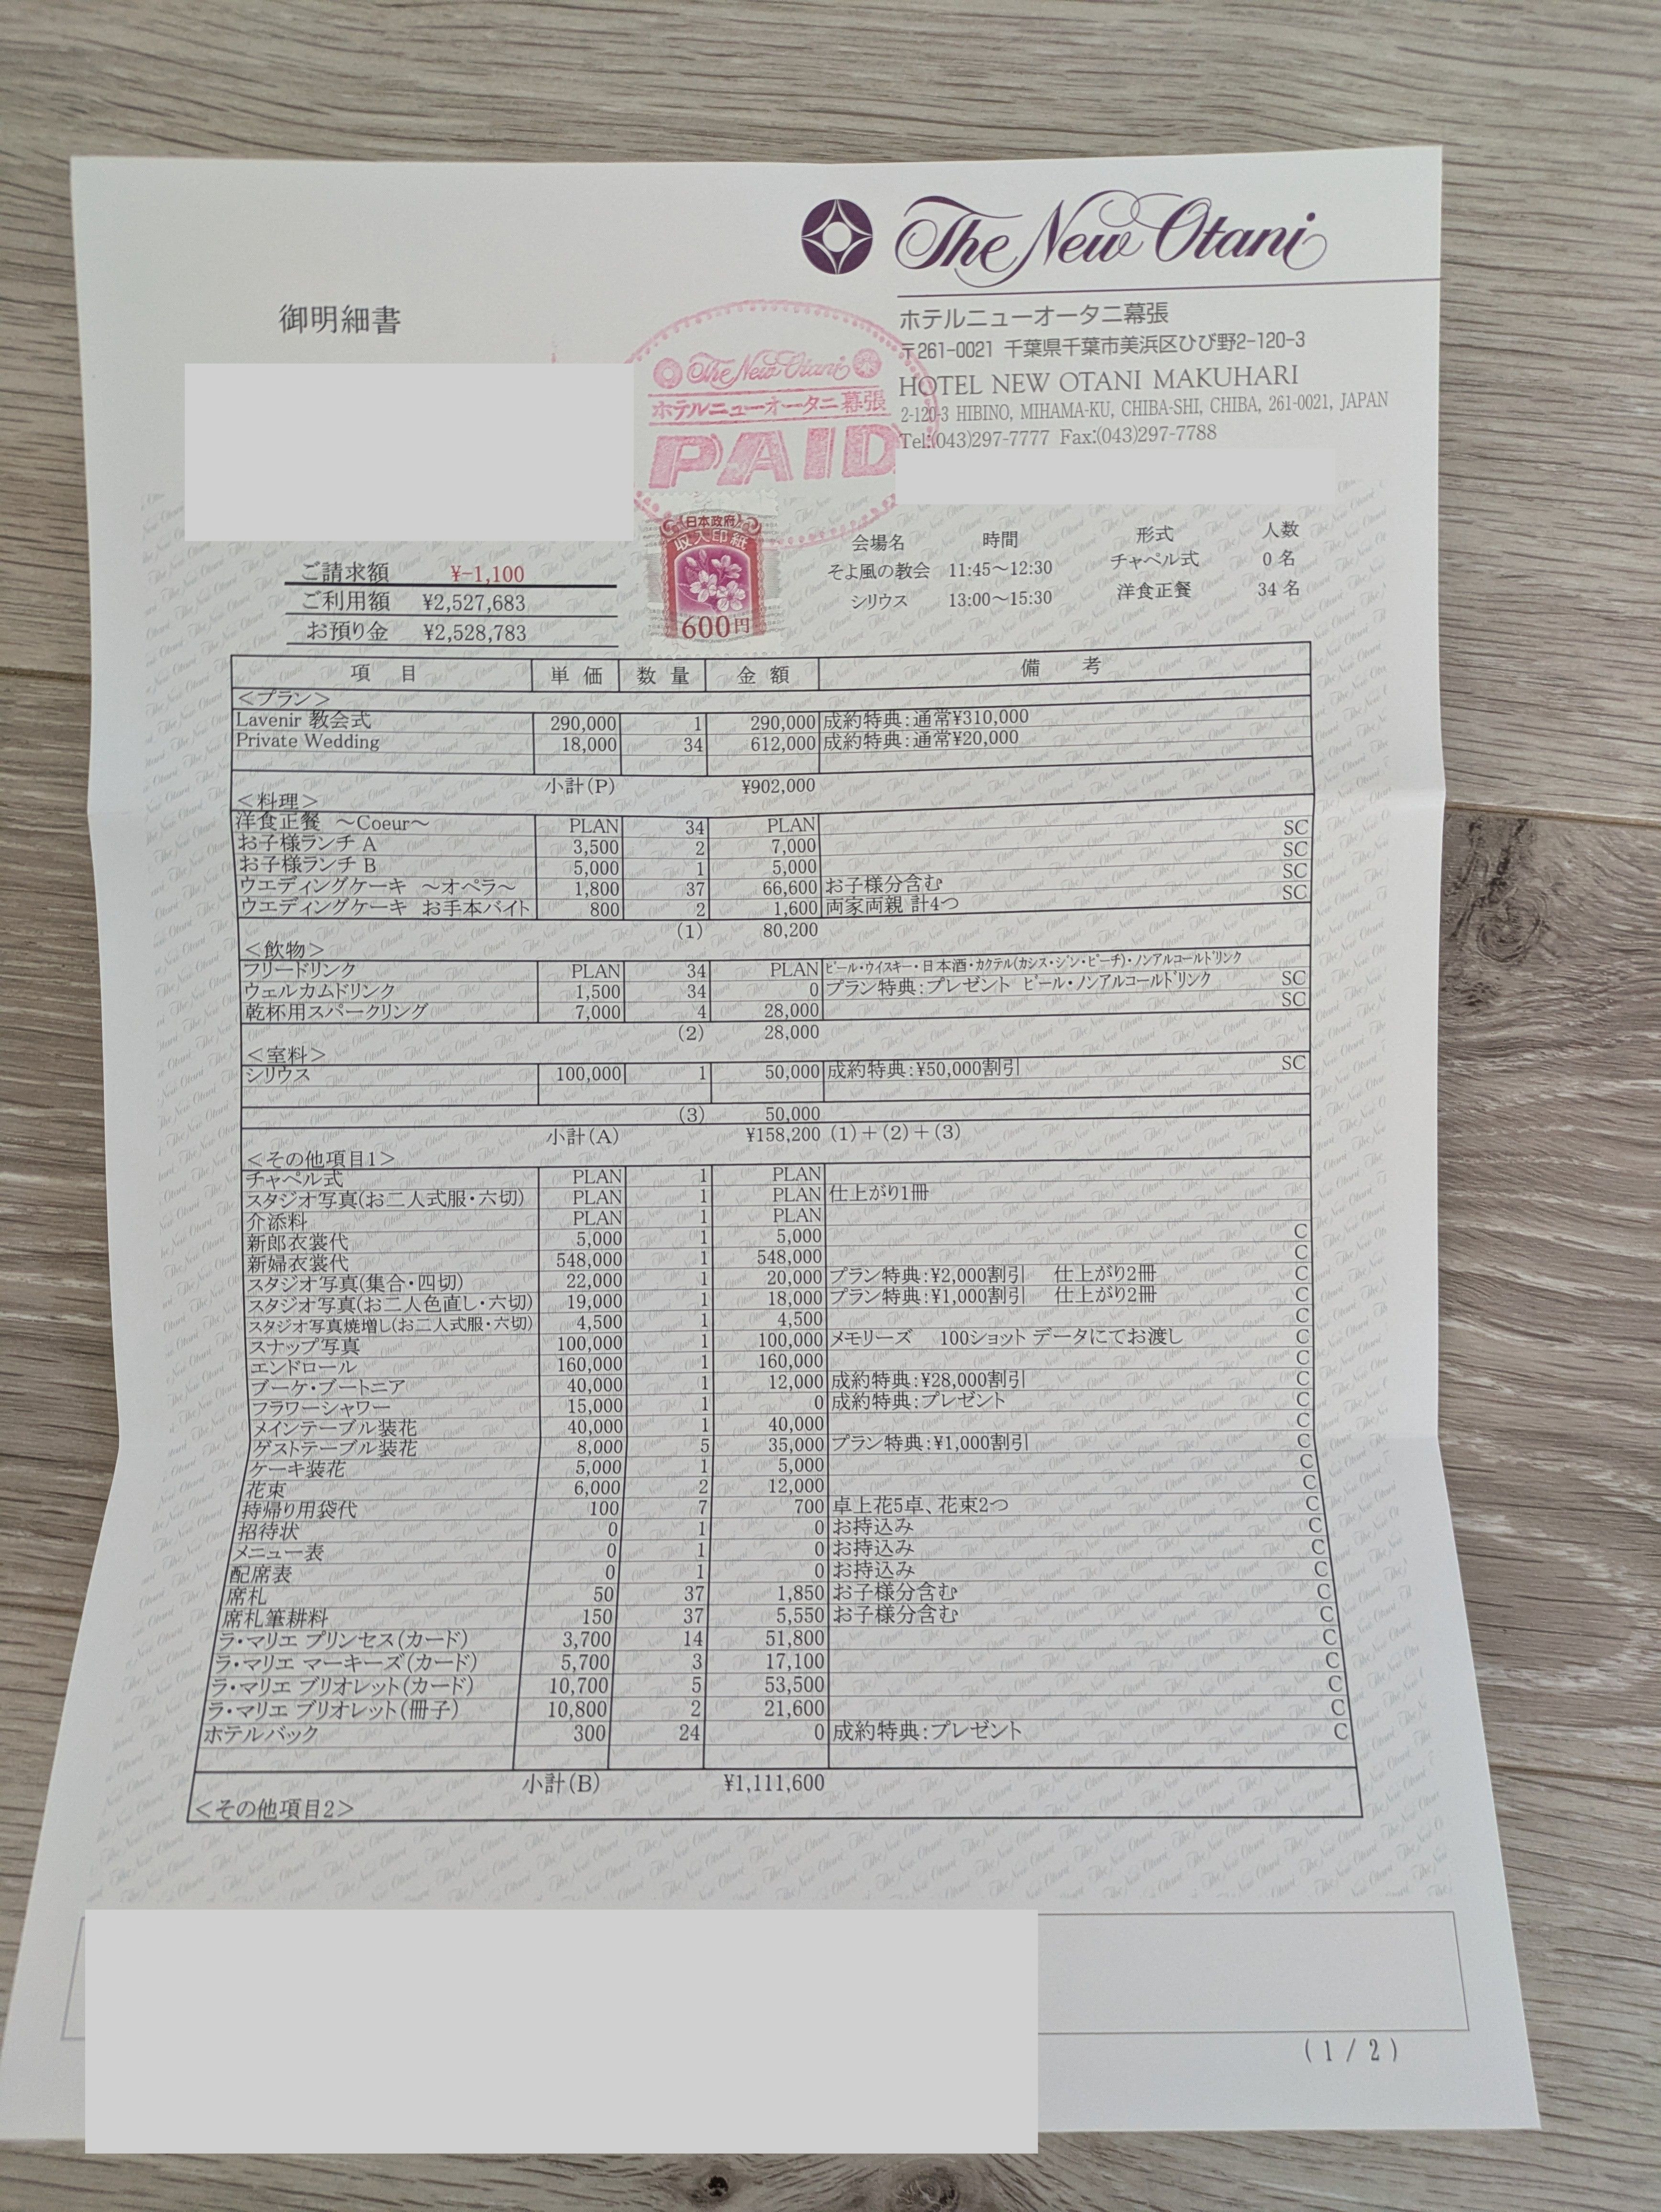 The New Otani
御明細書
ホテルニューオータニ幕張
〒261-0021 千葉県千葉市美浜区ひび野2-120-3
HOTEL NEW OTANI MAKUHARI
2-120-3 HIBINO, MIHAMA-KU, CHIBA-SHI, CHIBA, 261-0021, JAPAN
Tel:(043)297-7777 Fax:(043)297-7788
The New Otani
ホテルニューオータニ幕張
PAID
日本政府
収入印紙
600円
ご請求額 ¥-1,100
ご利用額 ¥2,527,683
お預り金 ¥2,528,783
会場名 時間 形式 人数
そよ風の教会 11:45～12:30 チャペル式 0 名
シリウス 13:00～15:30 洋食正餐 34 名
項 目 単 価 数 量 金 額 備 考
＜プラン＞
Lavenir 教会式 290,000 1 290,000 成約特典:通常¥310,000
Private Wedding 18,000 34 612,000 成約特典:通常¥20,000
小計(P) ¥902,000
＜料理＞
洋食正餐 ～Coeur～ PLAN 34 PLAN SC
お子様ランチ A 3,500 2 7,000 SC
お子様ランチ B 5,000 1 5,000 SC
ウエディングケーキ ～オペラ～ 1,800 37 66,600 お子様分含む SC
ウエディングケーキ お手本バイト 800 2 1,600 両家両親 計4つ
(1) 80,200
＜飲物＞
フリードリンク PLAN 34 PLAN ビール・ウイスキー・日本酒・カクテル(カシス・ジン・ピーチ)・ノンアルコールドリンク
ウェルカムドリンク 1,500 34 0 プラン特典:プレゼント ビール・ノンアルコールドリンク SC
乾杯用スパークリング 7,000 4 28,000 SC
(2) 28,000
＜室料＞
シリウス 100,000 1 50,000 成約特典:¥50,000割引 SC
(3) 50,000
小計(A) ¥158,200 (1)＋(2)＋(3)
＜その他項目1＞
チャペル式 PLAN 1 PLAN
スタジオ写真(お二人式服・六切) PLAN 1 PLAN 仕上がり1冊
介添料 PLAN 1 PLAN
新郎衣裳代 5,000 1 5,000 C
新婦衣裳代 548,000 1 548,000 C
スタジオ写真(集合・四切) 22,000 1 20,000 プラン特典:¥2,000割引 仕上がり2冊 C
スタジオ写真(お二人色直し・六切) 19,000 1 18,000 プラン特典:¥1,000割引 仕上がり2冊 C
スタジオ写真焼増し(お二人式服・六切) 4,500 1 4,500 C
スナップ写真 100,000 1 100,000 メモリーズ 100ショット データにてお渡し C
エンドロール 160,000 1 160,000 C
ブーケ・ブートニア 40,000 1 12,000 成約特典:¥28,000割引 C
フラワーシャワー 15,000 1 0 成約特典:プレゼント C
メインテーブル装花 40,000 1 40,000 C
ゲストテーブル装花 8,000 5 35,000 プラン特典:¥1,000割引 C
ケーキ装花 5,000 1 5,000 C
花束 6,000 2 12,000 C
持帰り用袋代 100 7 700 卓上花5卓、花束2つ C
招待状 0 1 0 お持込み C
メニュー表 0 1 0 お持込み C
配席表 0 1 0 お持込み C
席札 50 37 1,850 お子様分含む C
席札筆耕料 150 37 5,550 お子様分含む C
ラ・マリエ プリンセス(カード) 3,700 14 51,800 C
ラ・マリエ マーキーズ(カード) 5,700 3 17,100 C
ラ・マリエ ブリオレット(カード) 10,700 5 53,500 C
ラ・マリエ ブリオレット(冊子) 10,800 2 21,600 C
ホテルバック 300 24 0 成約特典:プレゼント C
小計(B) ¥1,111,600
＜その他項目2＞
( 1 / 2 )